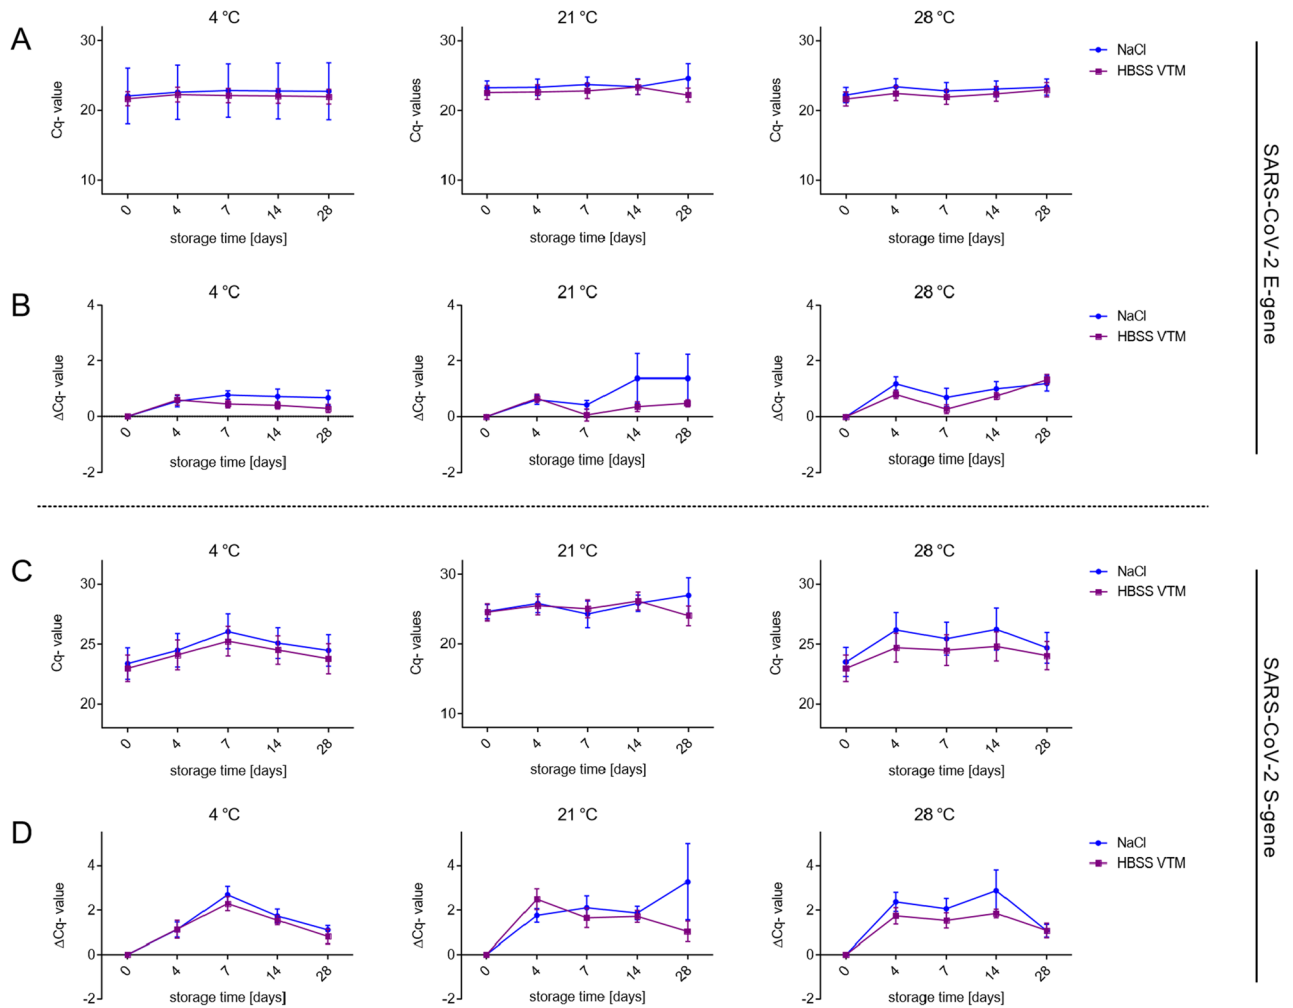 A
4 °C
21 °C
28 °C
Cq- value
30
20
10
0 4 7 14 28
storage time [days]
Cq- values
30
20
10
0 4 7 14 28
storage time [days]
Cq- values
30
20
10
0 4 7 14 28
storage time [days]
NaCl
HBSS VTM
B
4 °C
21 °C
28 °C
ΔCq- value
4
2
0
-2
0 4 7 14 28
storage time [days]
ΔCq- value
4
2
0
-2
0 4 7 14 28
storage time [days]
ΔCq- value
4
2
0
-2
0 4 7 14 28
storage time [days]
NaCl
HBSS VTM
SARS-CoV-2 E-gene
C
4 °C
21 °C
28 °C
Cq- value
30
25
20
0 4 7 14 28
storage time [days]
Cq- values
30
20
10
0 4 7 14 28
storage time [days]
Cq- values
30
25
20
0 4 7 14 28
storage time [days]
NaCl
HBSS VTM
D
4 °C
21 °C
28 °C
ΔCq- value
4
2
0
-2
0 4 7 14 28
storage time [days]
ΔCq- value
4
2
0
-2
0 4 7 14 28
storage time [days]
ΔCq- value
4
2
0
-2
0 4 7 14 28
storage time [days]
NaCl
HBSS VTM
SARS-CoV-2 S-gene